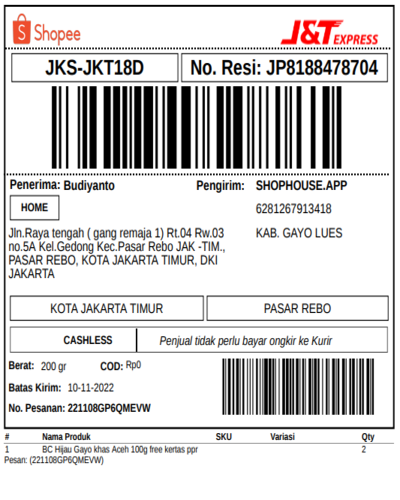 Shopee
J&T EXPRESS
JKS-JKT18D
No. Resi: JP8188478704
Penerima: Budiyanto
Pengirim: SHOPHOUSE.APP
HOME
6281267913418
Jln.Raya tengah ( gang remaja 1) Rt.04 Rw.03
KAB. GAYO LUES
no.5A Kel.Gedong Kec.Pasar Rebo JAK -TIM.,
PASAR REBO, KOTA JAKARTA TIMUR, DKI
JAKARTA
KOTA JAKARTA TIMUR
PASAR REBO
CASHLESS
Penjual tidak perlu bayar ongkir ke Kurir
Berat: 200 gr
COD: Rp0
Batas Kirim: 10-11-2022
No. Pesanan: 221108GP6QMEVW
# Nama Produk SKU Variasi Qty
1 BC Hijau Gayo khas Aceh 100g free kertas ppr 2
Pesan: (221108GP6QMEVW)